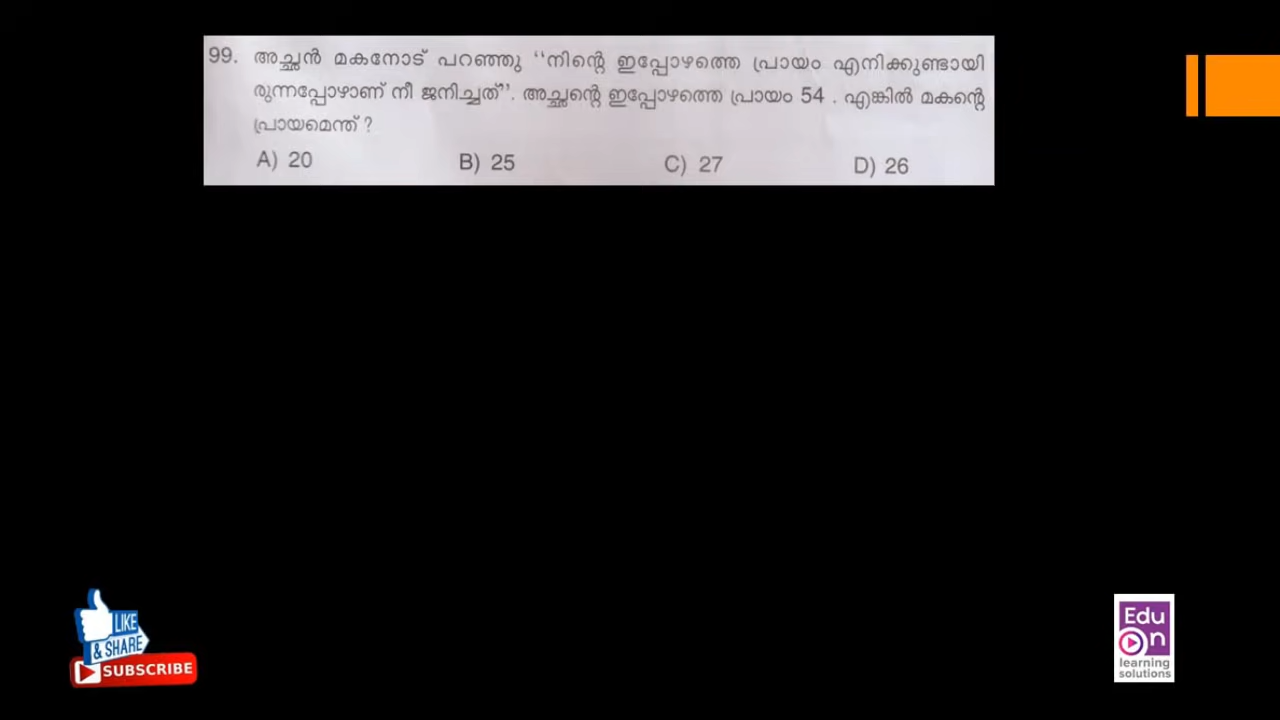 99. അച്ഛൻ മകനോട് പറഞ്ഞു ‘‘നിന്റെ ഇപ്പോഴത്തെ പ്രായം എനിക്കുണ്ടായി
രുന്നപ്പോഴാണ് നീ ജനിച്ചത്’’. അച്ഛന്റെ ഇപ്പോഴത്തെ പ്രായം 54 . എങ്കിൽ മകന്റെ
പ്രായമെന്ത് ?
A) 20 B) 25 C) 27 D) 26
LIKE
& SHARE
SUBSCRIBE
Edu
On
learning
solutions